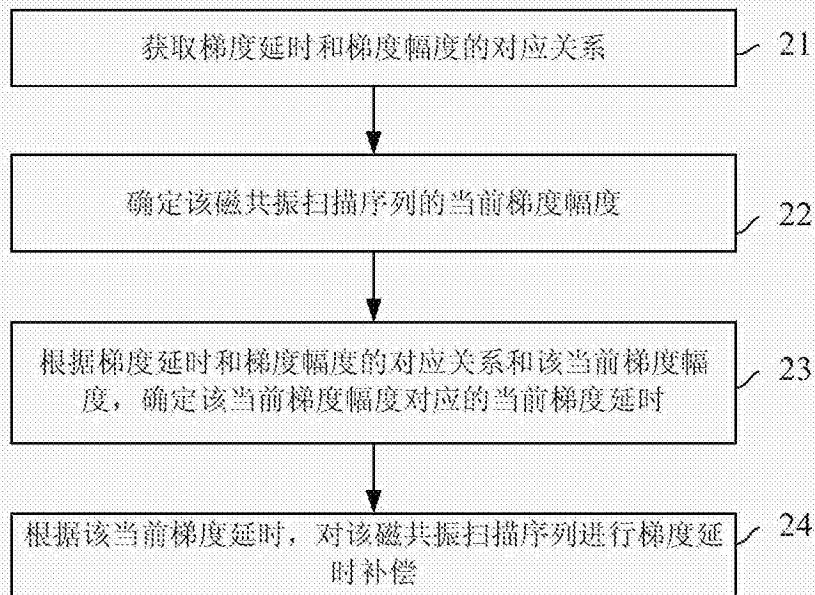 获取梯度延时和梯度幅度的对应关系
21
确定该磁共振扫描序列的当前梯度幅度
22
根据梯度延时和梯度幅度的对应关系和该当前梯度幅
度，确定该当前梯度幅度对应的当前梯度延时
23
根据该当前梯度延时，对该磁共振扫描序列进行梯度延
时补偿
24